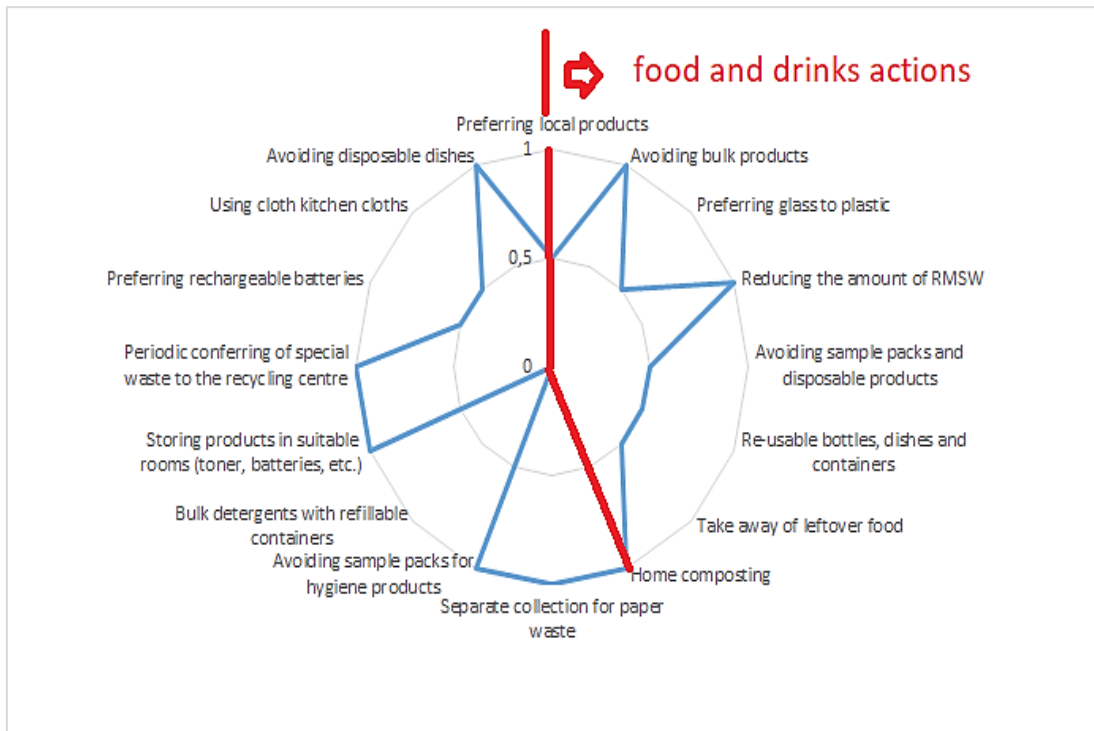 food and drinks actions
Preferring local products
1
Avoiding disposable dishes
Avoiding bulk products
Using cloth kitchen cloths
Preferring glass to plastic
0,5
Preferring rechargeable batteries
Reducing the amount of RMSW
Periodic conferring of special
waste to the recycling centre
0
Avoiding sample packs and
disposable products
Storing products in suitable
rooms (toner, batteries, etc.)
Re-usable bottles, dishes and
containers
Bulk detergents with refillable
containers
Take away of leftover food
Avoiding sample packs for
hygiene products
Home composting
Separate collection for paper
waste